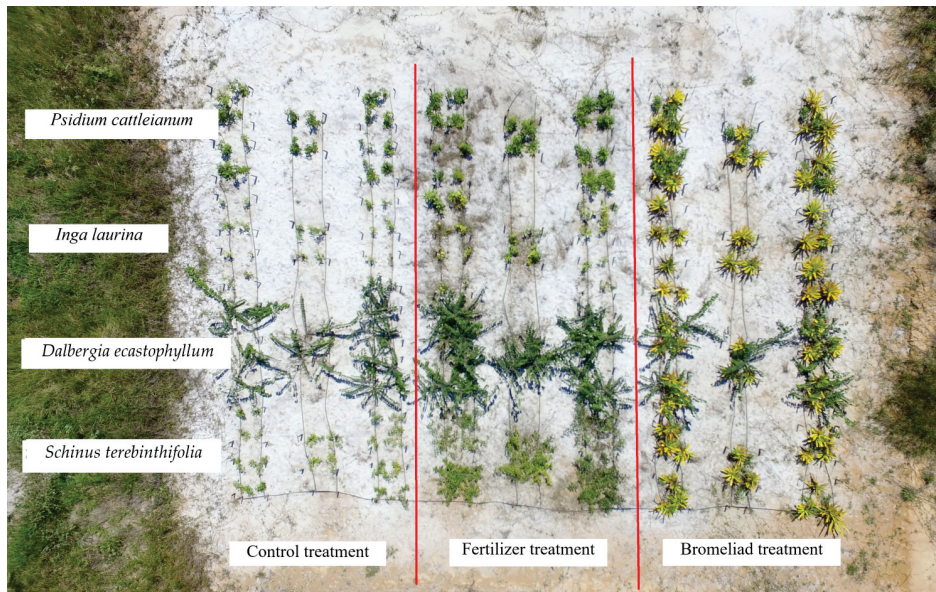 Psidium cattleianum
Inga laurina
Dalbergia ecastophyllum
Schinus terebinthifolia
Control treatment
Fertilizer treatment
Bromeliad treatment